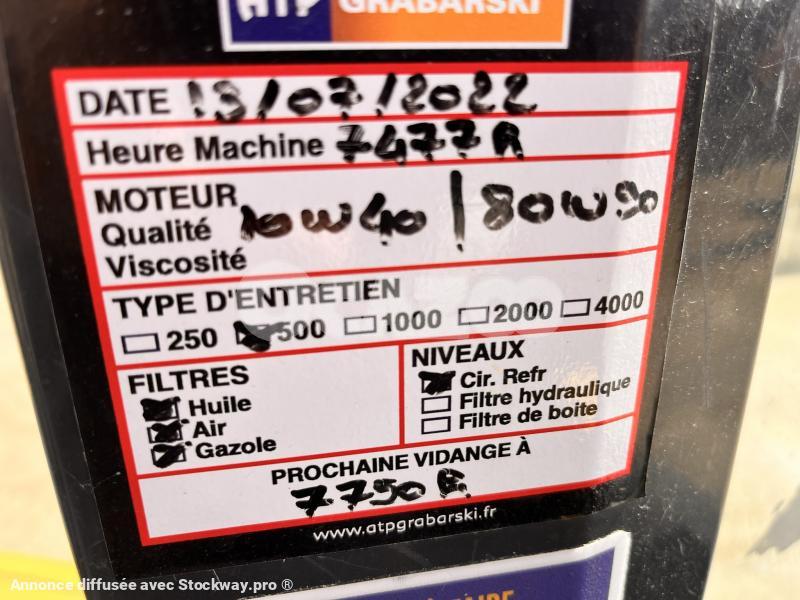 ATP GRABARSKI
DATE 13/07/2022
Heure Machine 7477 R
MOTEUR
Qualité 10W40 / 80W90
Viscosité
TYPE D'ENTRETIEN
250 500 1000 2000 4000
FILTRES
Huile
Air
Gazole
NIVEAUX
Cir. Refr
Filtre hydraulique
Filtre de boite
PROCHAINE VIDANGE À
7750
www.atpgrabarski.fr
Annonce diffusée avec Stockway.pro ®